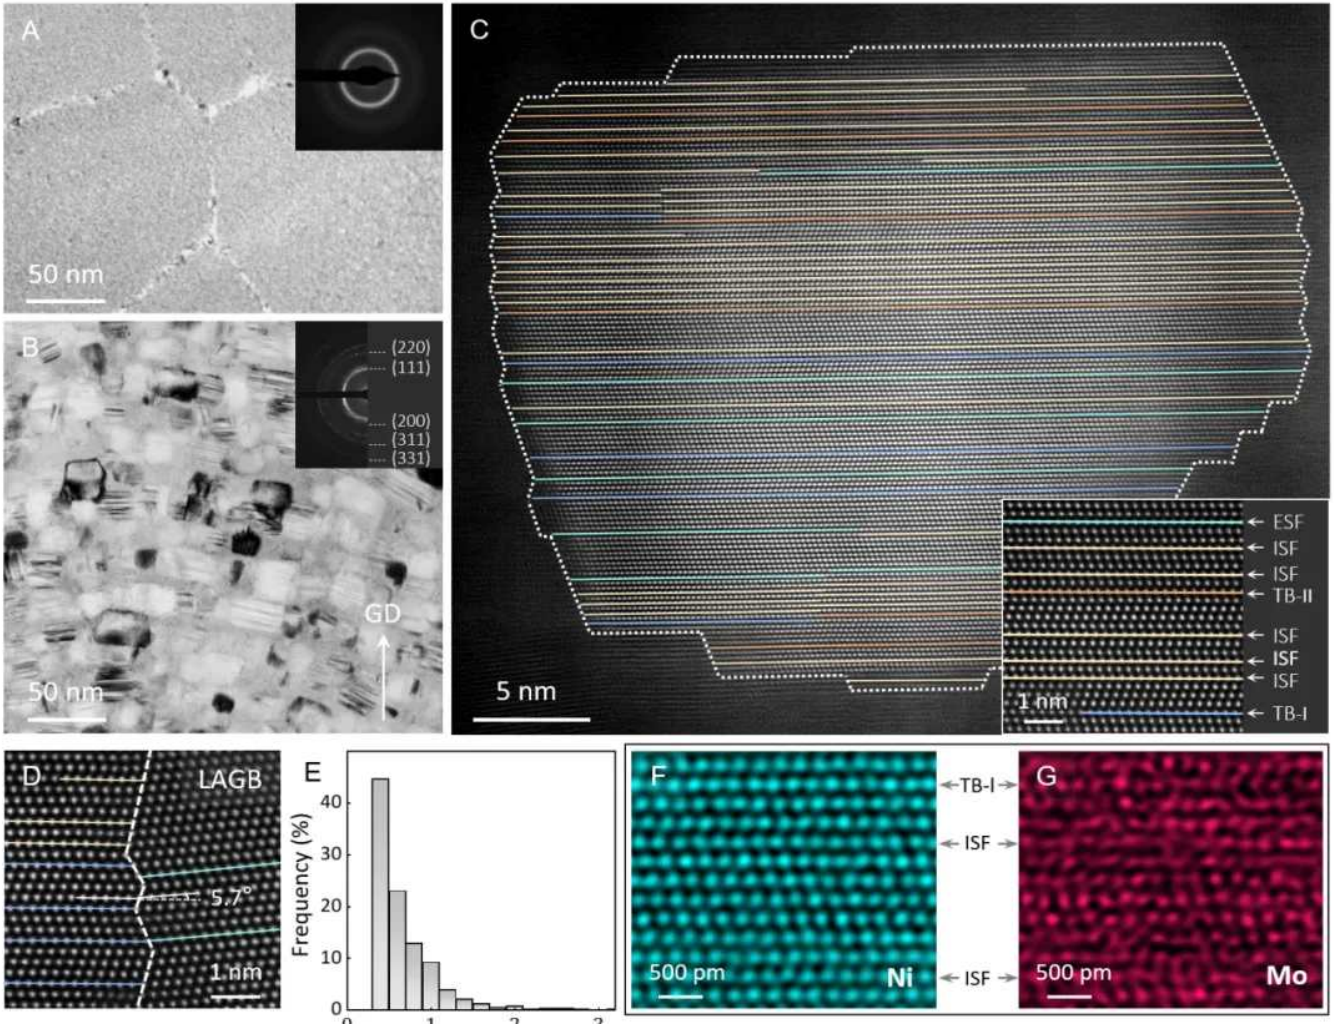 A
50 nm
B
(220)
(111)
(200)
(311)
(331)
GD
50 nm
C
5 nm
ESF
ISF
ISF
TB-II
ISF
ISF
ISF
TB-I
1 nm
D
LAGB
5.7°
1 nm
E
Frequency (%)
40
30
20
10
0
0 1 2 3
F
500 pm
Ni
TB-I
ISF
ISF
G
500 pm
Mo